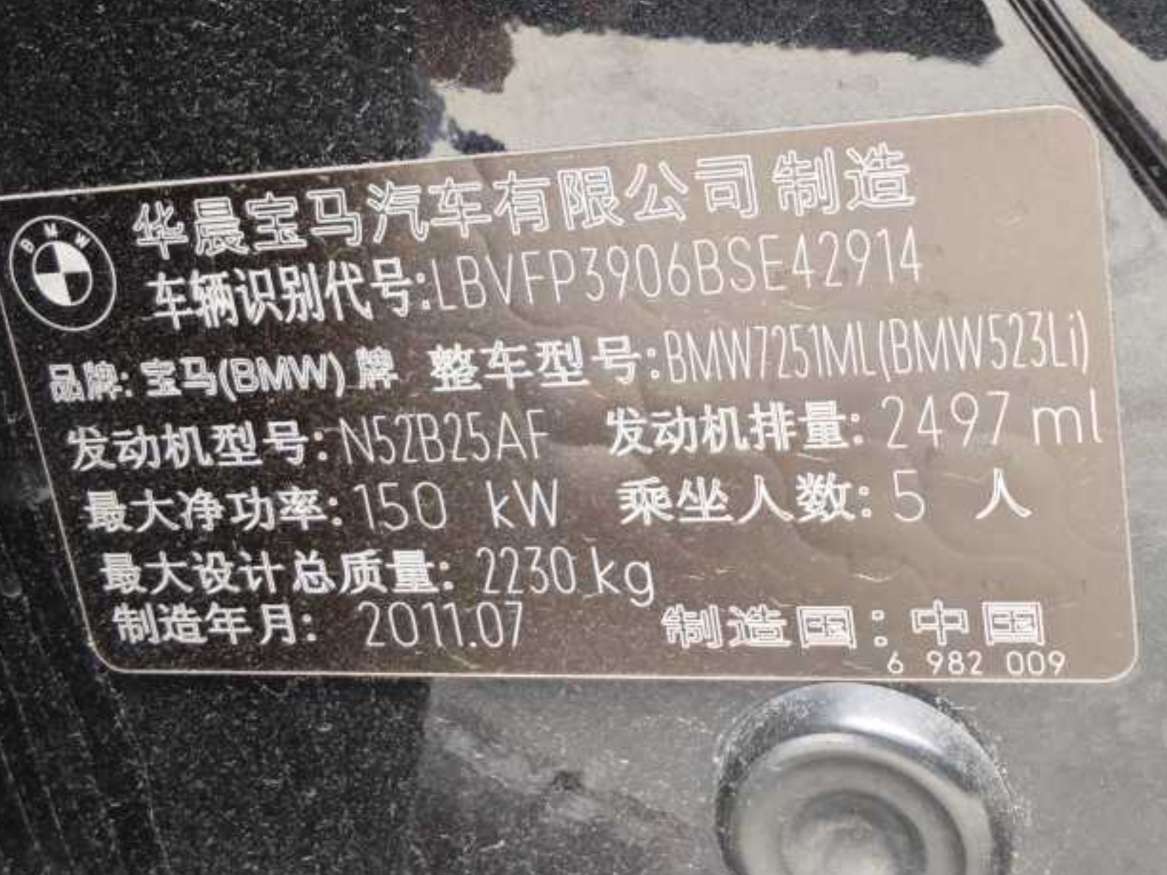 BMW
华晨宝马汽车有限公司 制造
车辆识别代号:LBVFP3906BSE42914
品牌: 宝马(BMW) 牌 整车型号:BMW7251ML(BMW523Li)
发动机型号:N52B25AF 发动机排量: 2497 ml
最大净功率:150 kW 乘坐人数: 5 人
最大设计总质量: 2230 kg
制造年月: 2011.07 制造国: 中国
6 982 009